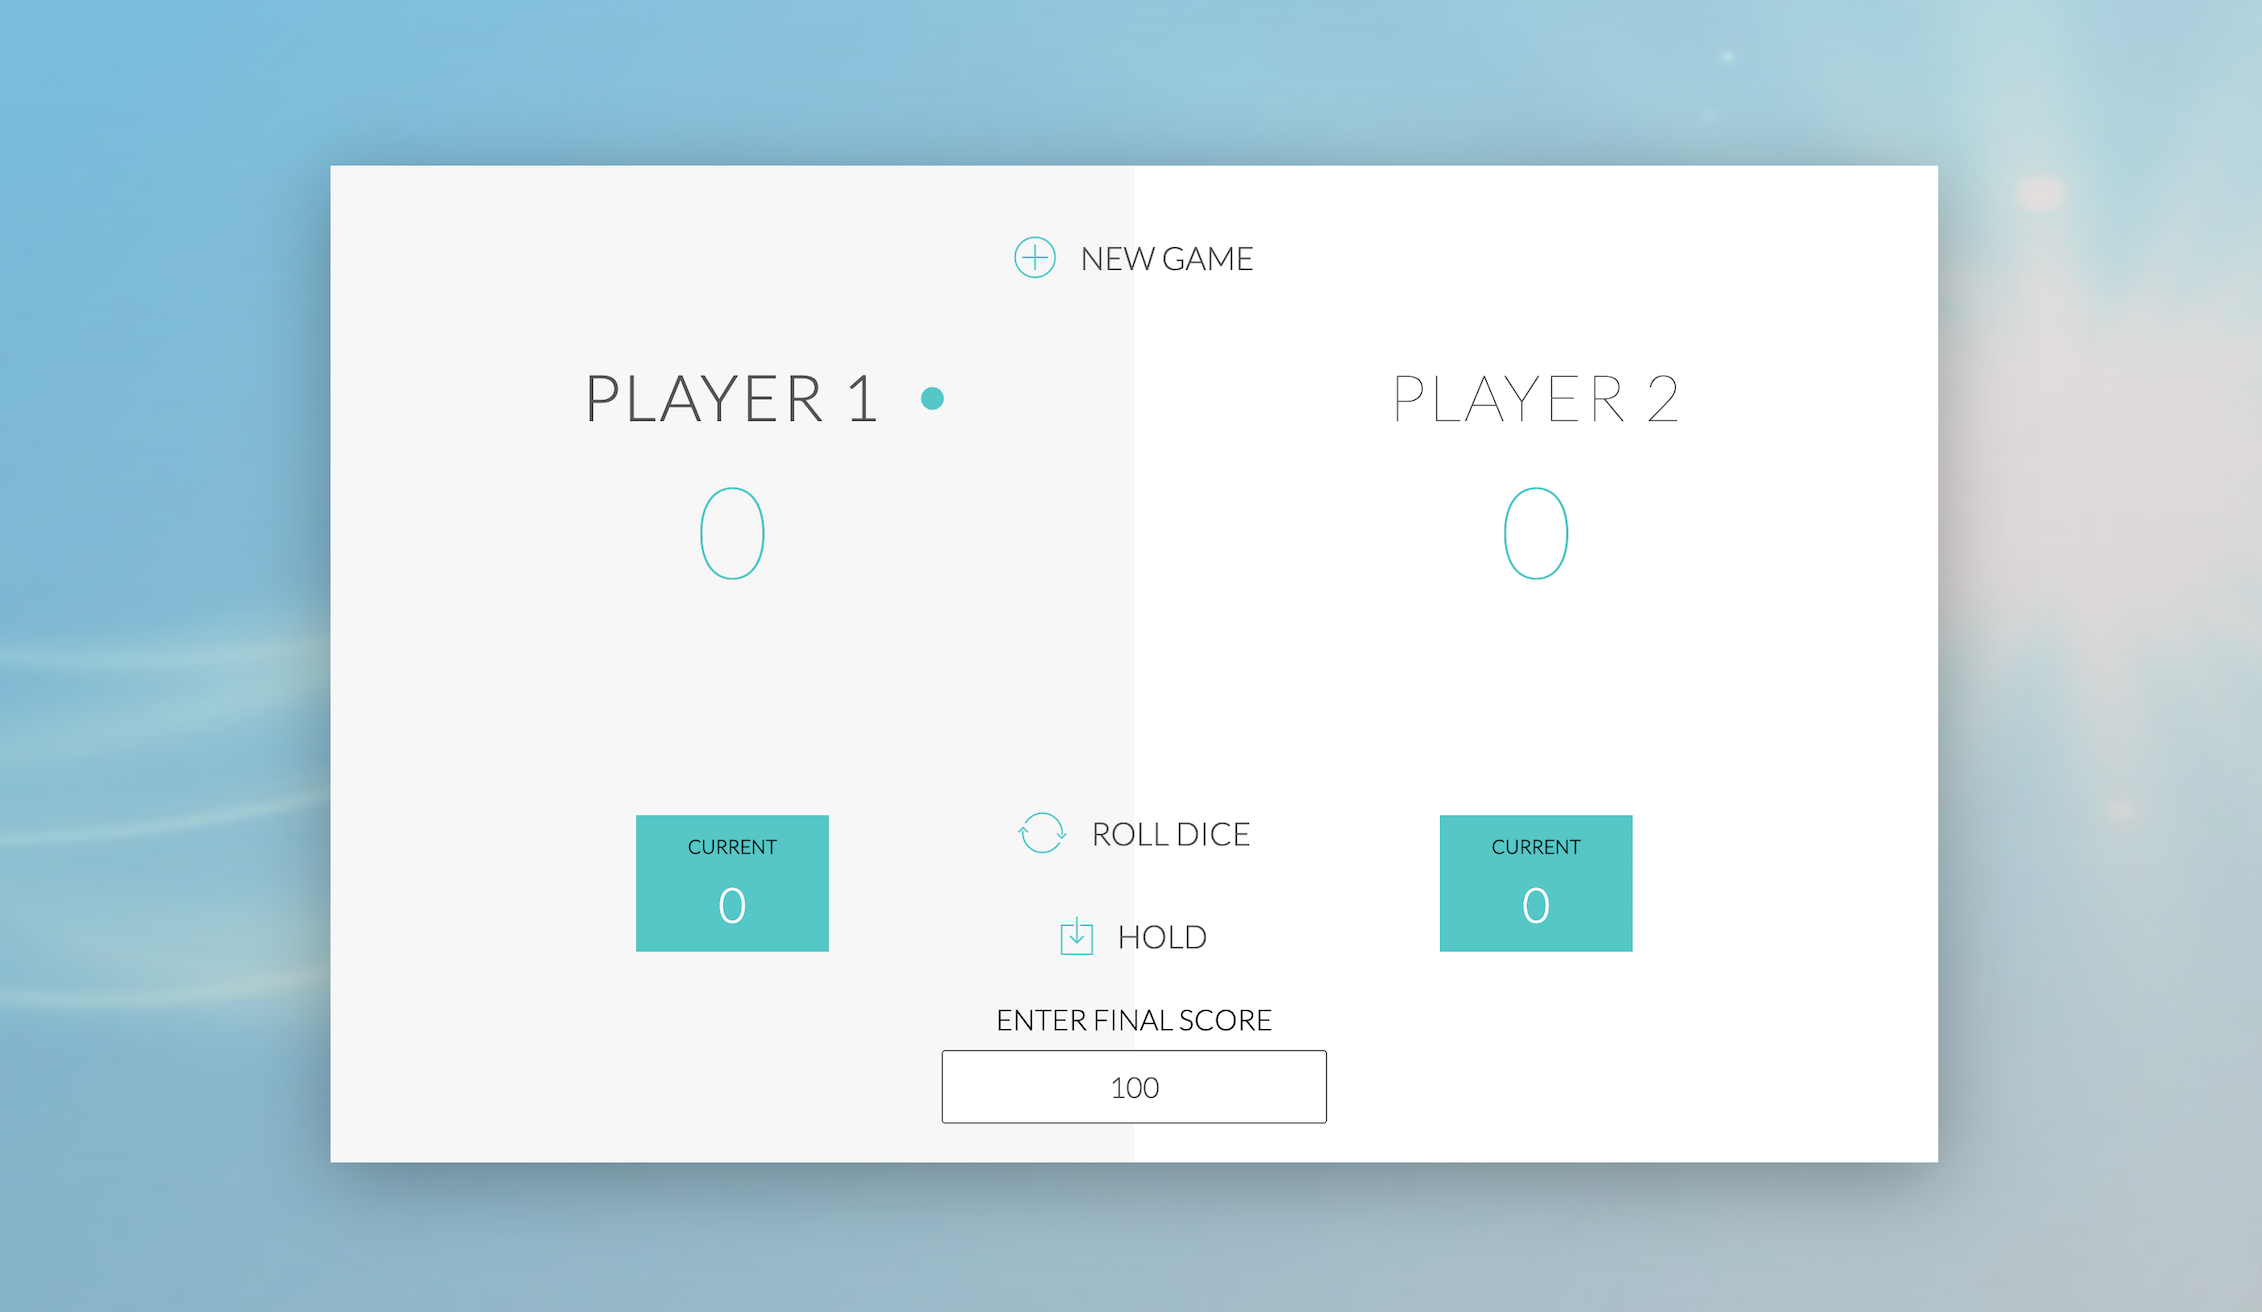 NEW GAME
PLAYER 1
0
PLAYER 2
0
CURRENT
0
ROLL DICE
HOLD
CURRENT
0
ENTER FINAL SCORE
100